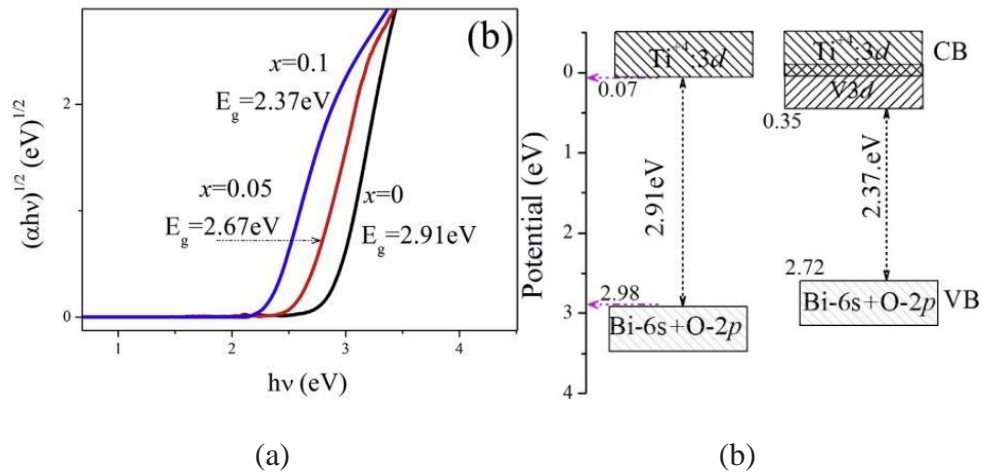 (b)
x=0.1
E_g=2.37eV
x=0.05
E_g=2.67eV
x=0
E_g=2.91eV
(αhν)^1/2 (eV)^1/2
0
2
1
2
3
4
hν (eV)
(a)
Potential (eV)
0
1
2
3
4
Ti^+4:3d
0.07
2.91eV
2.98
Bi-6s+O-2p
Ti^+4:3d
CB
V3d
0.35
2.37.eV
2.72
Bi-6s+O-2p
VB
(b)